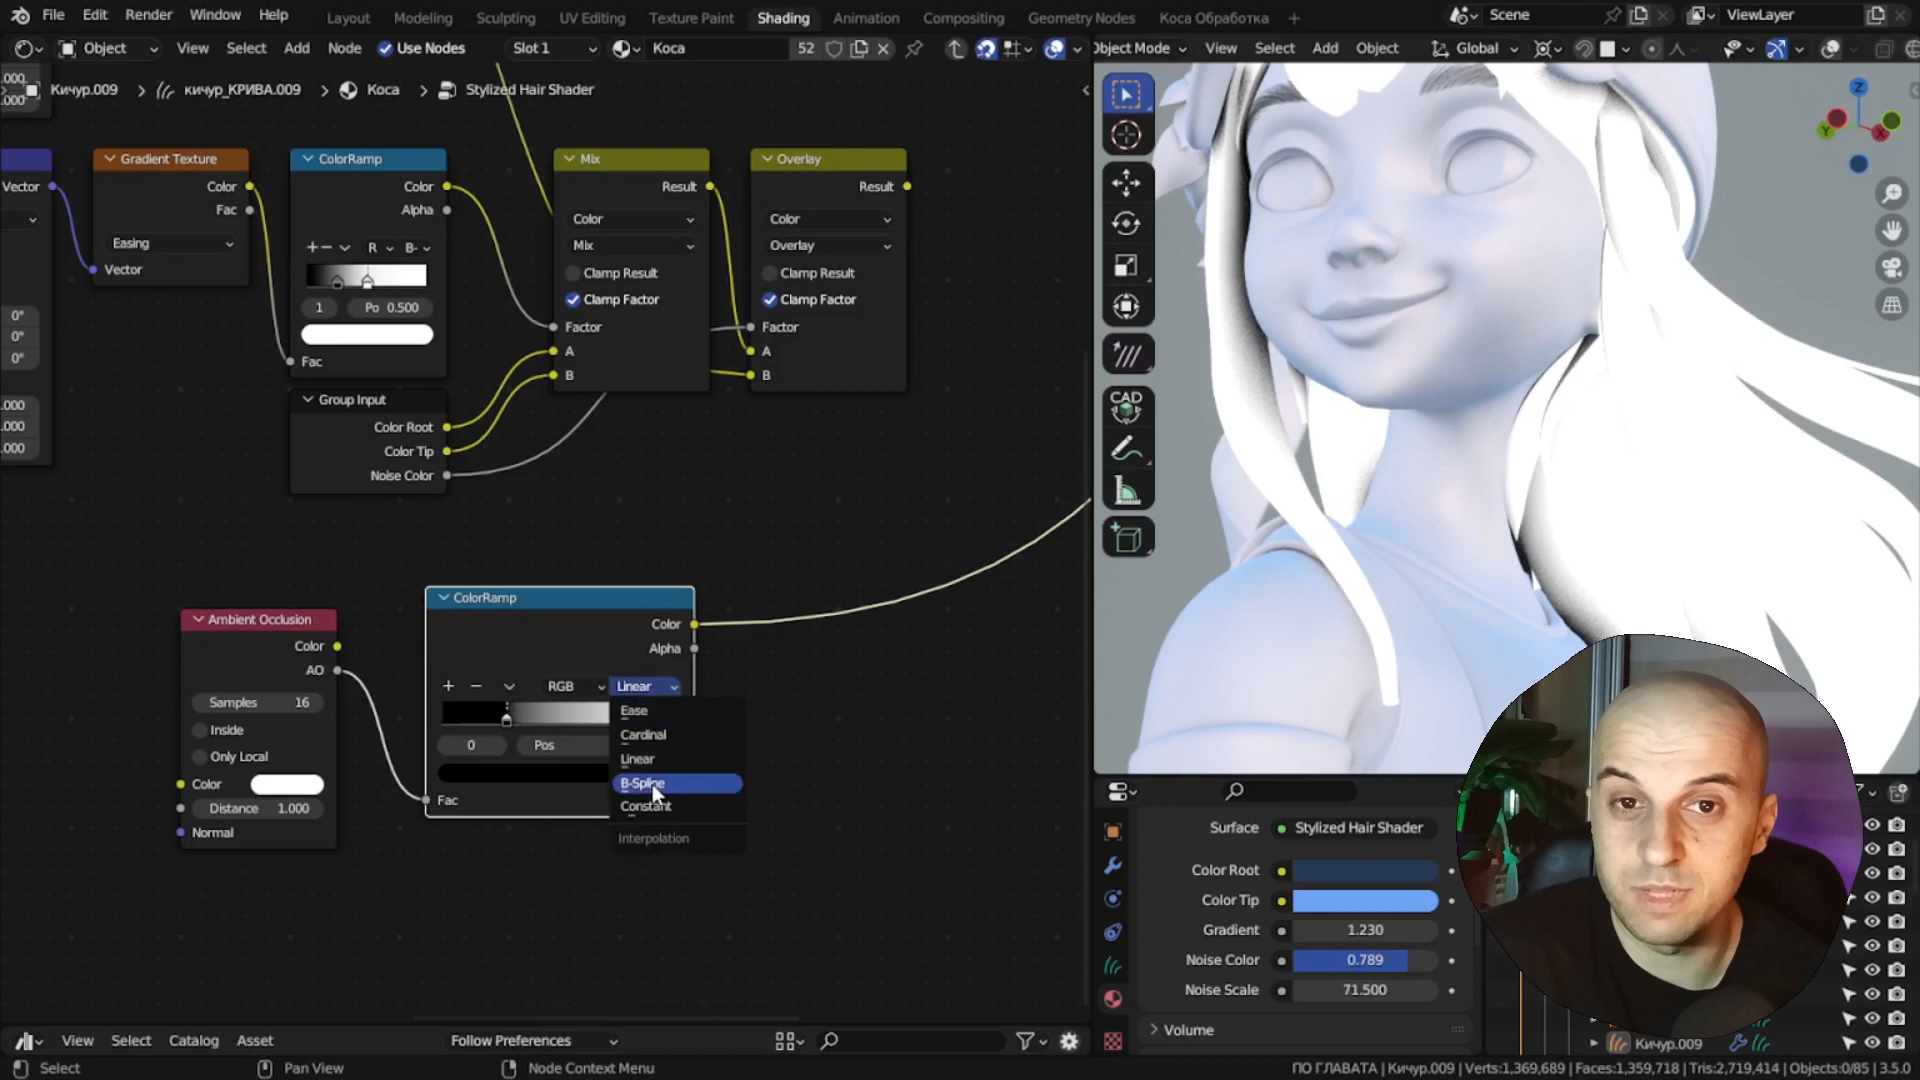 File Edit Render Window Help Layout Modeling Sculpting UV Editing Texture Paint Shading Animation Compositing Geometry Nodes Коса Обработка + Scene ViewLayer
Object View Select Add Node Use Nodes Slot 1 Коса 52
Object Mode View Select Add Object Global
.000
.000
Кичур.009 > кичур_КРИВА.009 > Коса > Stylized Hair Shader
Vector
0°
0°
0°
.000
.000
.000
Gradient Texture
Color
Fac
Easing
Vector
ColorRamp
Color
Alpha
R B-
1 Po 0.500
Fac
Group Input
Color Root
Color Tip
Noise Color
Mix
Result
Color
Mix
Clamp Result
Clamp Factor
Factor
A
B
Overlay
Result
Color
Overlay
Clamp Result
Clamp Factor
Factor
A
B
Ambient Occlusion
Color
AO
Samples 16
Inside
Only Local
Color
Distance 1.000
Normal
ColorRamp
Color
Alpha
RGB Linear
0 Pos
Fac
Ease
Cardinal
Linear
B-Spline
Constant
Interpolation
CAD
Z
Y
X
Surface Stylized Hair Shader
Color Root
Color Tip
Gradient 1.230
Noise Color 0.789
Noise Scale 71.500
Volume
Кичур.009
View Select Catalog Asset Follow Preferences
Select Pan View Node Context Menu
ПО ГЛАВАТА | Кичур.009 | Verts:1,369,689 | Faces:1,359,718 | Tris:2,719,414 | Objects:0/85 | 3.5.0